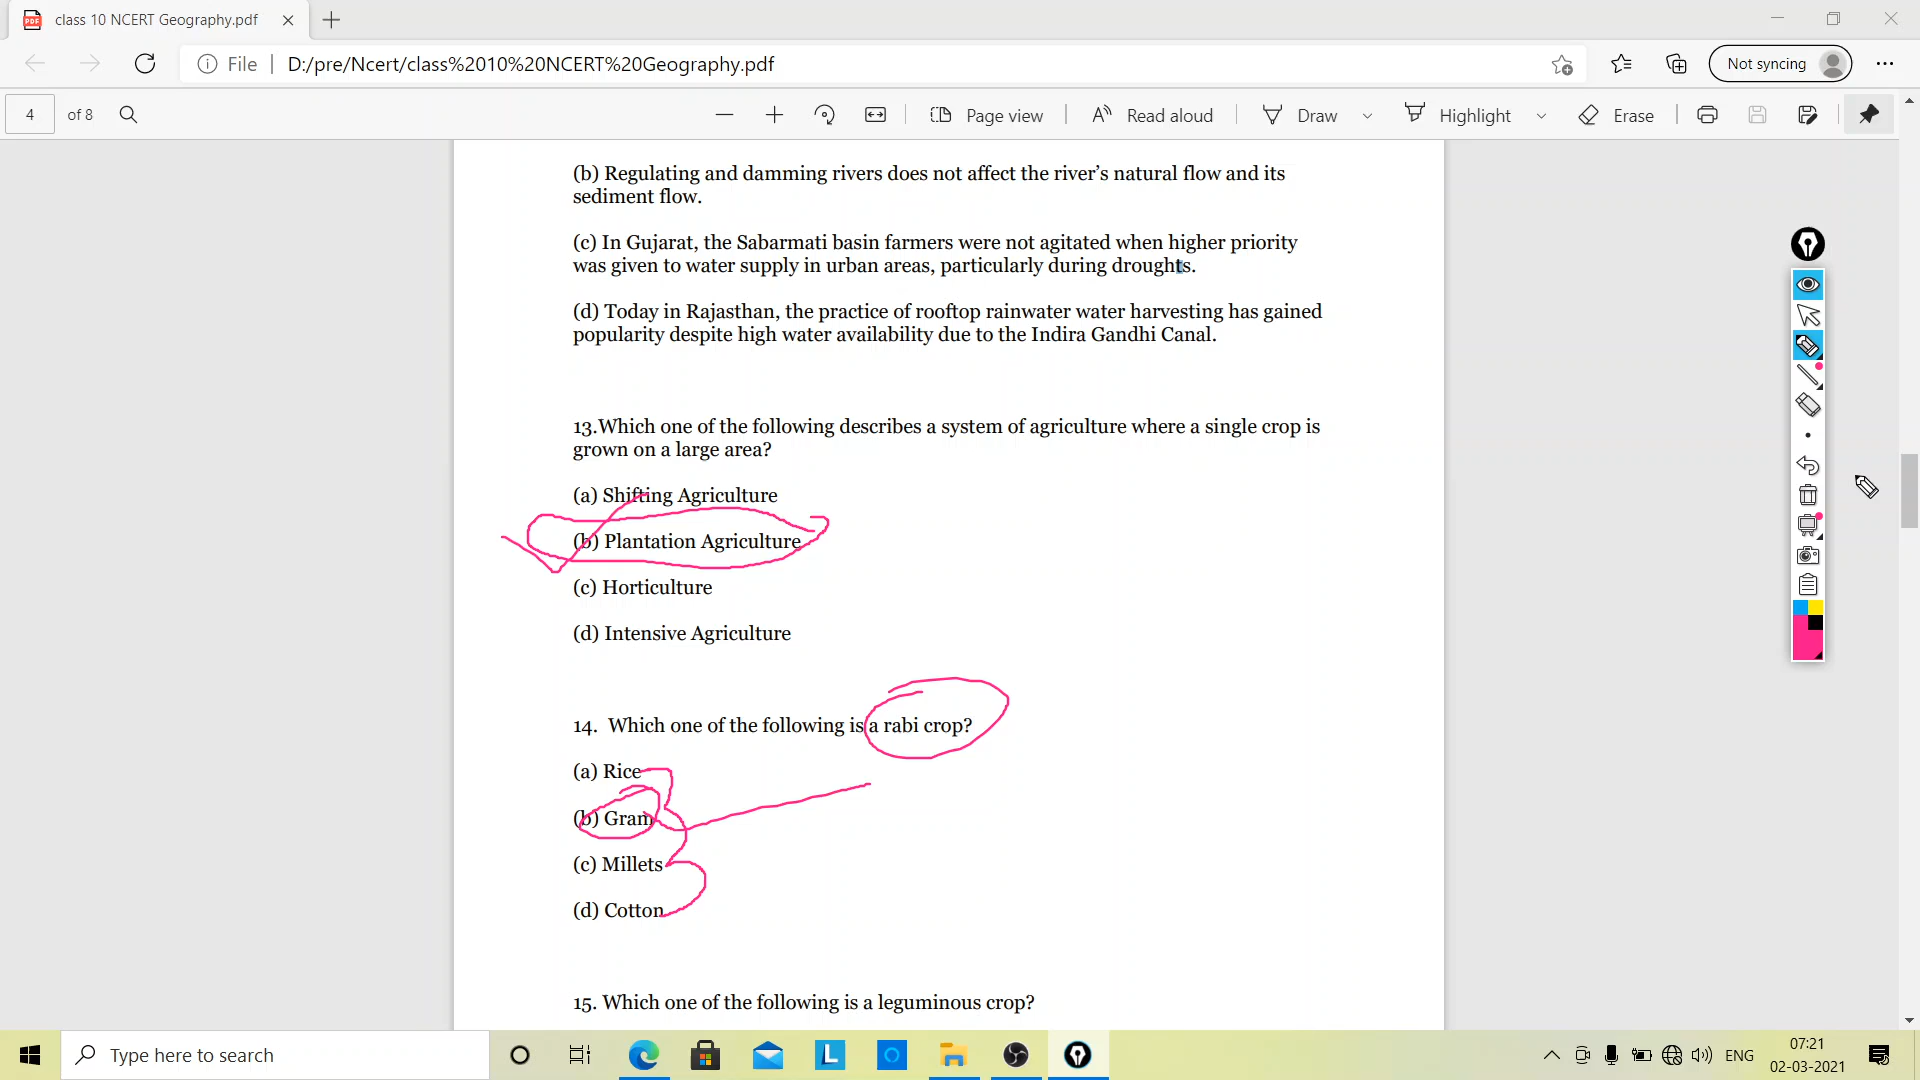 class 10 NCERT Geography.pdf
File
D:/pre/Ncert/class%2010%20NCERT%20Geography.pdf
Not syncing
4 of 8
Page view
Read aloud
Draw
Highlight
Erase
(b) Regulating and damming rivers does not affect the river’s natural flow and its
sediment flow.
(c) In Gujarat, the Sabarmati basin farmers were not agitated when higher priority
was given to water supply in urban areas, particularly during droughts.
(d) Today in Rajasthan, the practice of rooftop rainwater water harvesting has gained
popularity despite high water availability due to the Indira Gandhi Canal.
13.Which one of the following describes a system of agriculture where a single crop is
grown on a large area?
(a) Shifting Agriculture
(b) Plantation Agriculture
(c) Horticulture
(d) Intensive Agriculture
14. Which one of the following is a rabi crop?
(a) Rice
(b) Gram
(c) Millets
(d) Cotton
15. Which one of the following is a leguminous crop?
Type here to search
L
ENG
07:21
02-03-2021